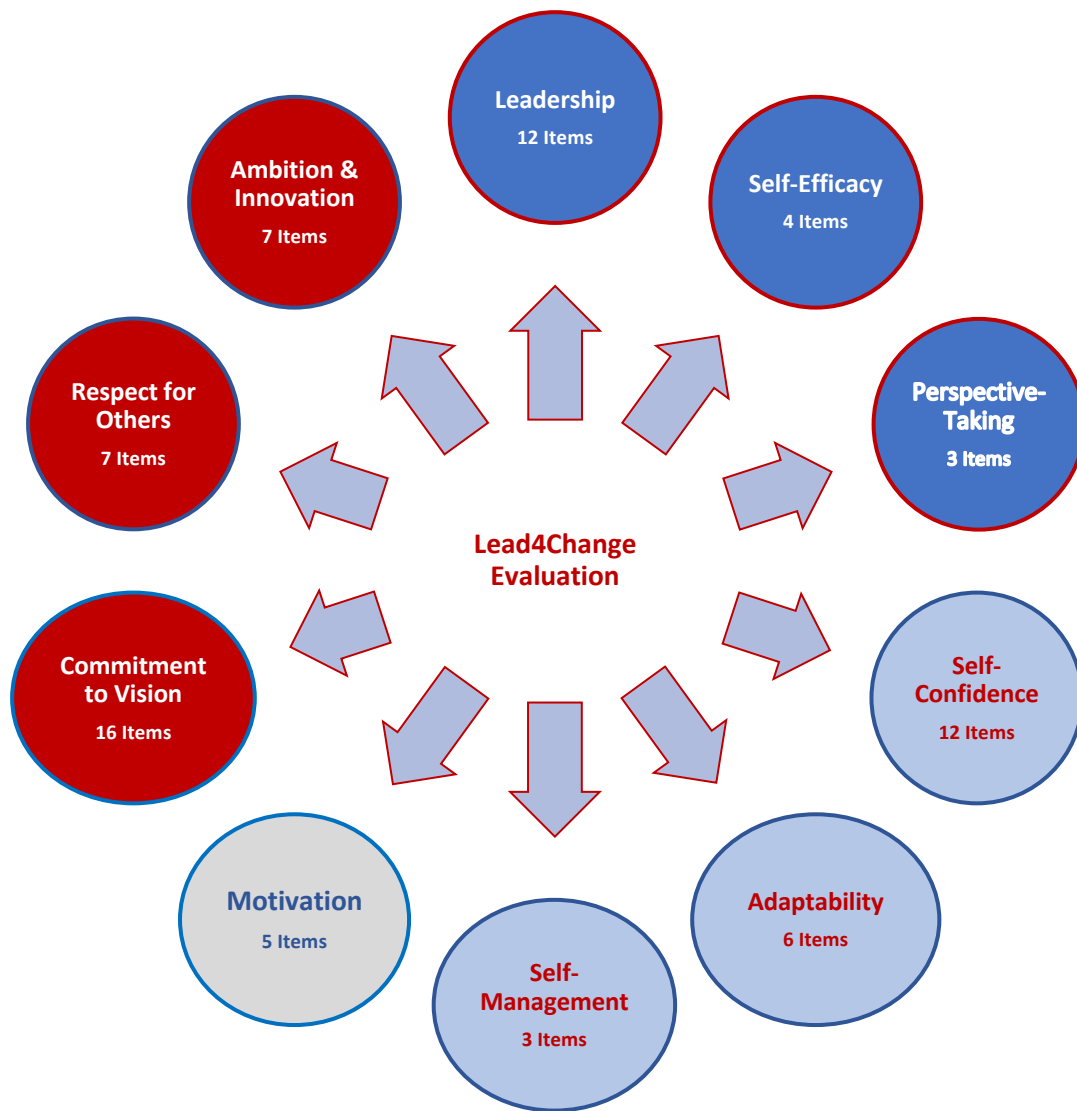 Leadership
12 Items
Self-Efficacy
4 Items
Perspective-
Taking
3 Items
Self-
Confidence
12 Items
Adaptability
6 Items
Self-
Management
3 Items
Motivation
5 Items
Commitment
to Vision
16 Items
Respect for
Others
7 Items
Ambition &
Innovation
7 Items
Lead4Change
Evaluation